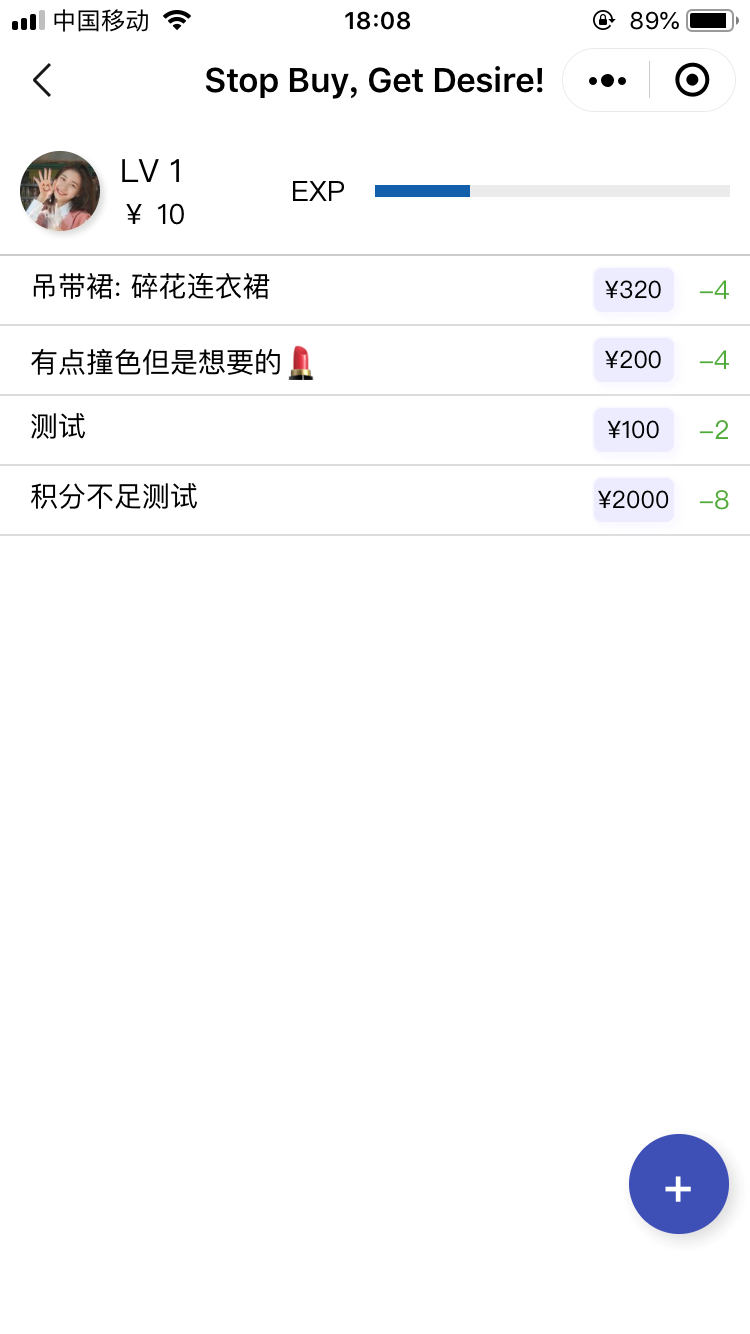 中国移动 18:08 89%
Stop Buy, Get Desire!
LV 1
¥ 10
EXP
吊带裙: 碎花连衣裙 ¥320 −4
有点撞色但是想要的💄 ¥200 −4
测试 ¥100 −2
积分不足测试 ¥2000 −8
+